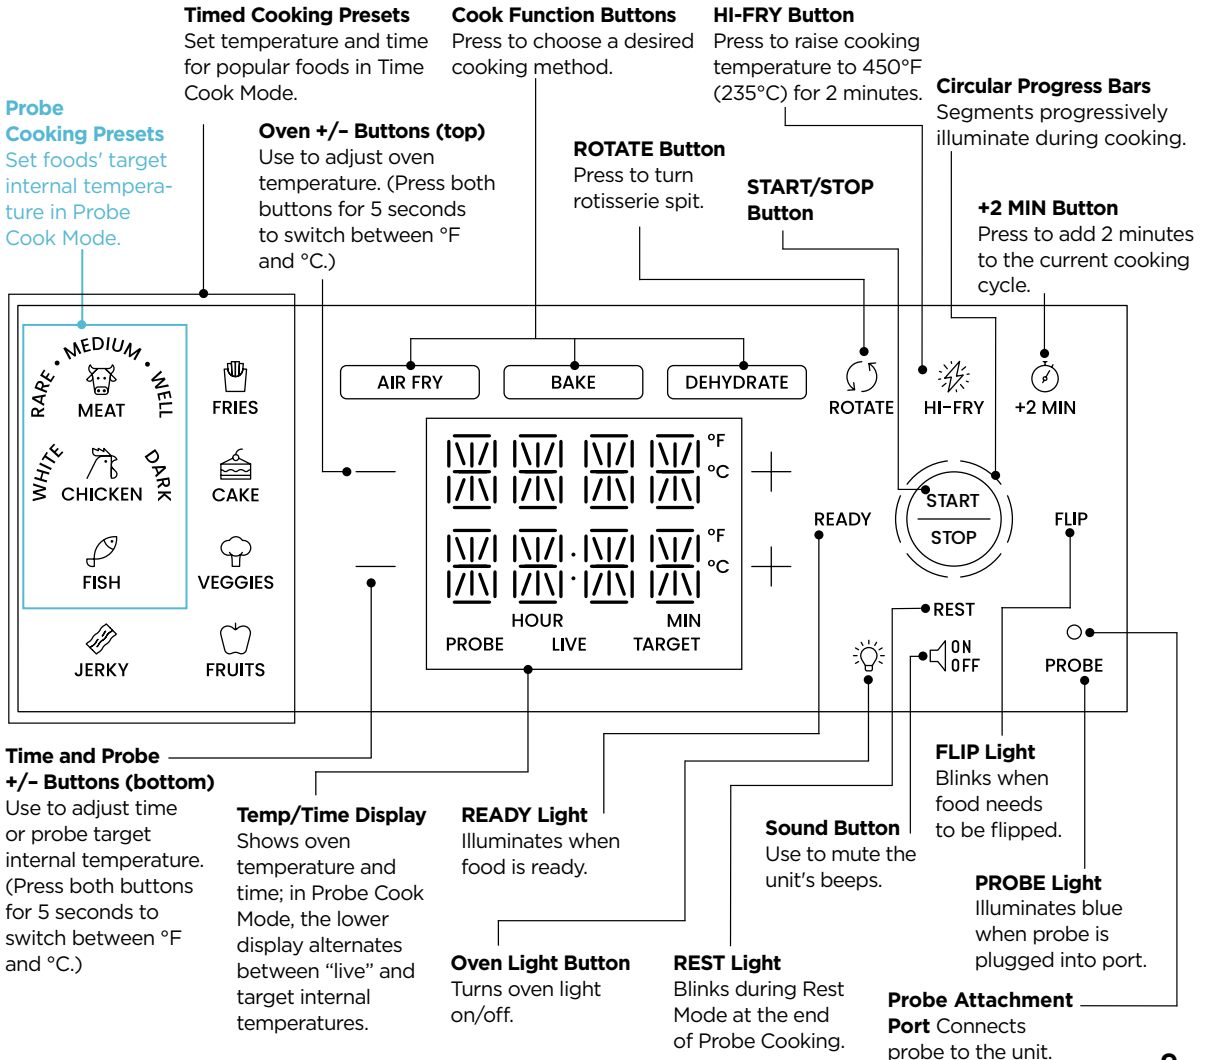 Timed Cooking Presets
Set temperature and time
for popular foods in Time
Cook Mode.
Cook Function Buttons
Press to choose a desired
cooking method.
HI-FRY Button
Press to raise cooking
temperature to 450°F
(235°C) for 2 minutes.
Circular Progress Bars
Segments progressively
illuminate during cooking.
Probe
Cooking Presets
Set foods' target
internal tempera-
ture in Probe
Cook Mode.
Oven +/– Buttons (top)
Use to adjust oven
temperature. (Press both
buttons for 5 seconds
to switch between °F
and °C.)
ROTATE Button
Press to turn
rotisserie spit.
START/STOP
Button
+2 MIN Button
Press to add 2 minutes
to the current cooking
cycle.
RARE • MEDIUM • WELL
MEAT
FRIES
WHITE
DARK
CHICKEN
CAKE
FISH
VEGGIES
JERKY
FRUITS
AIR FRY
BAKE
DEHYDRATE
ROTATE
HI-FRY
+2 MIN
°F
°C
°F
°C
HOUR
MIN
PROBE
LIVE
TARGET
READY
START
STOP
FLIP
REST
ON
OFF
PROBE
Time and Probe
+/– Buttons (bottom)
Use to adjust time
or probe target
internal temperature.
(Press both buttons
for 5 seconds to
switch between °F
and °C.)
Temp/Time Display
Shows oven
temperature and
time; in Probe Cook
Mode, the lower
display alternates
between “live” and
target internal
temperatures.
READY Light
Illuminates when
food is ready.
Oven Light Button
Turns oven light
on/off.
REST Light
Blinks during Rest
Mode at the end
of Probe Cooking.
Sound Button
Use to mute the
unit's beeps.
FLIP Light
Blinks when
food needs
to be flipped.
PROBE Light
Illuminates blue
when probe is
plugged into port.
Probe Attachment
Port Connects
probe to the unit.